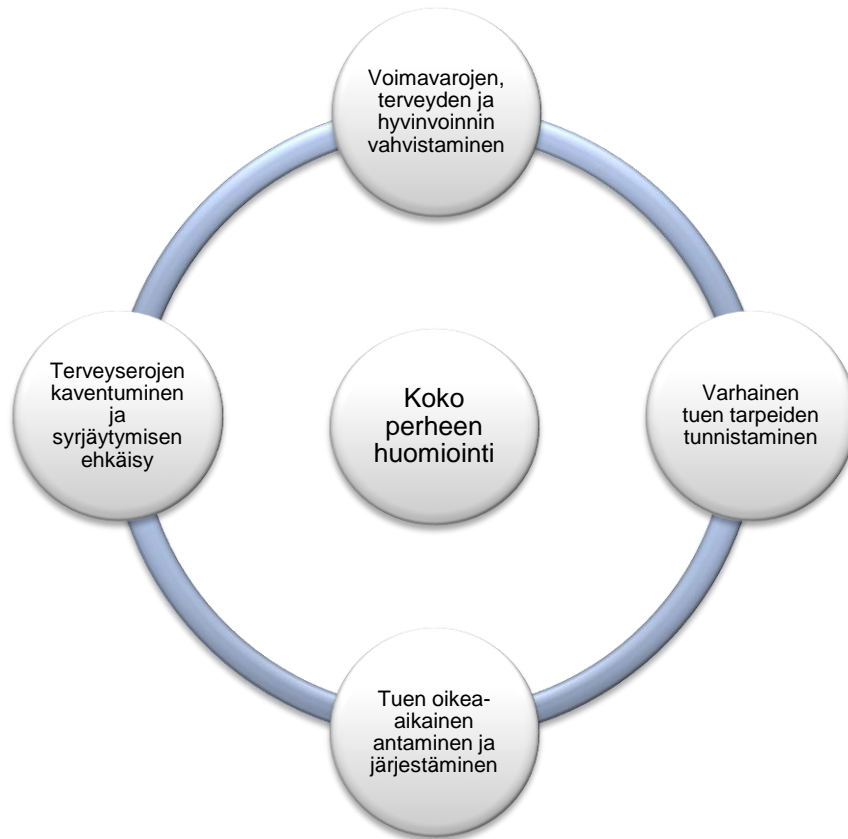 Voimavarojen,
terveyden ja
hyvinvoinnin
vahvistaminen
Terveyserojen
kaventuminen
ja
syrjäytymisen
ehkäisy
Koko
perheen
huomiointi
Varhainen
tuen tarpeiden
tunnistaminen
Tuen oikea-
aikainen
antaminen ja
järjestäminen